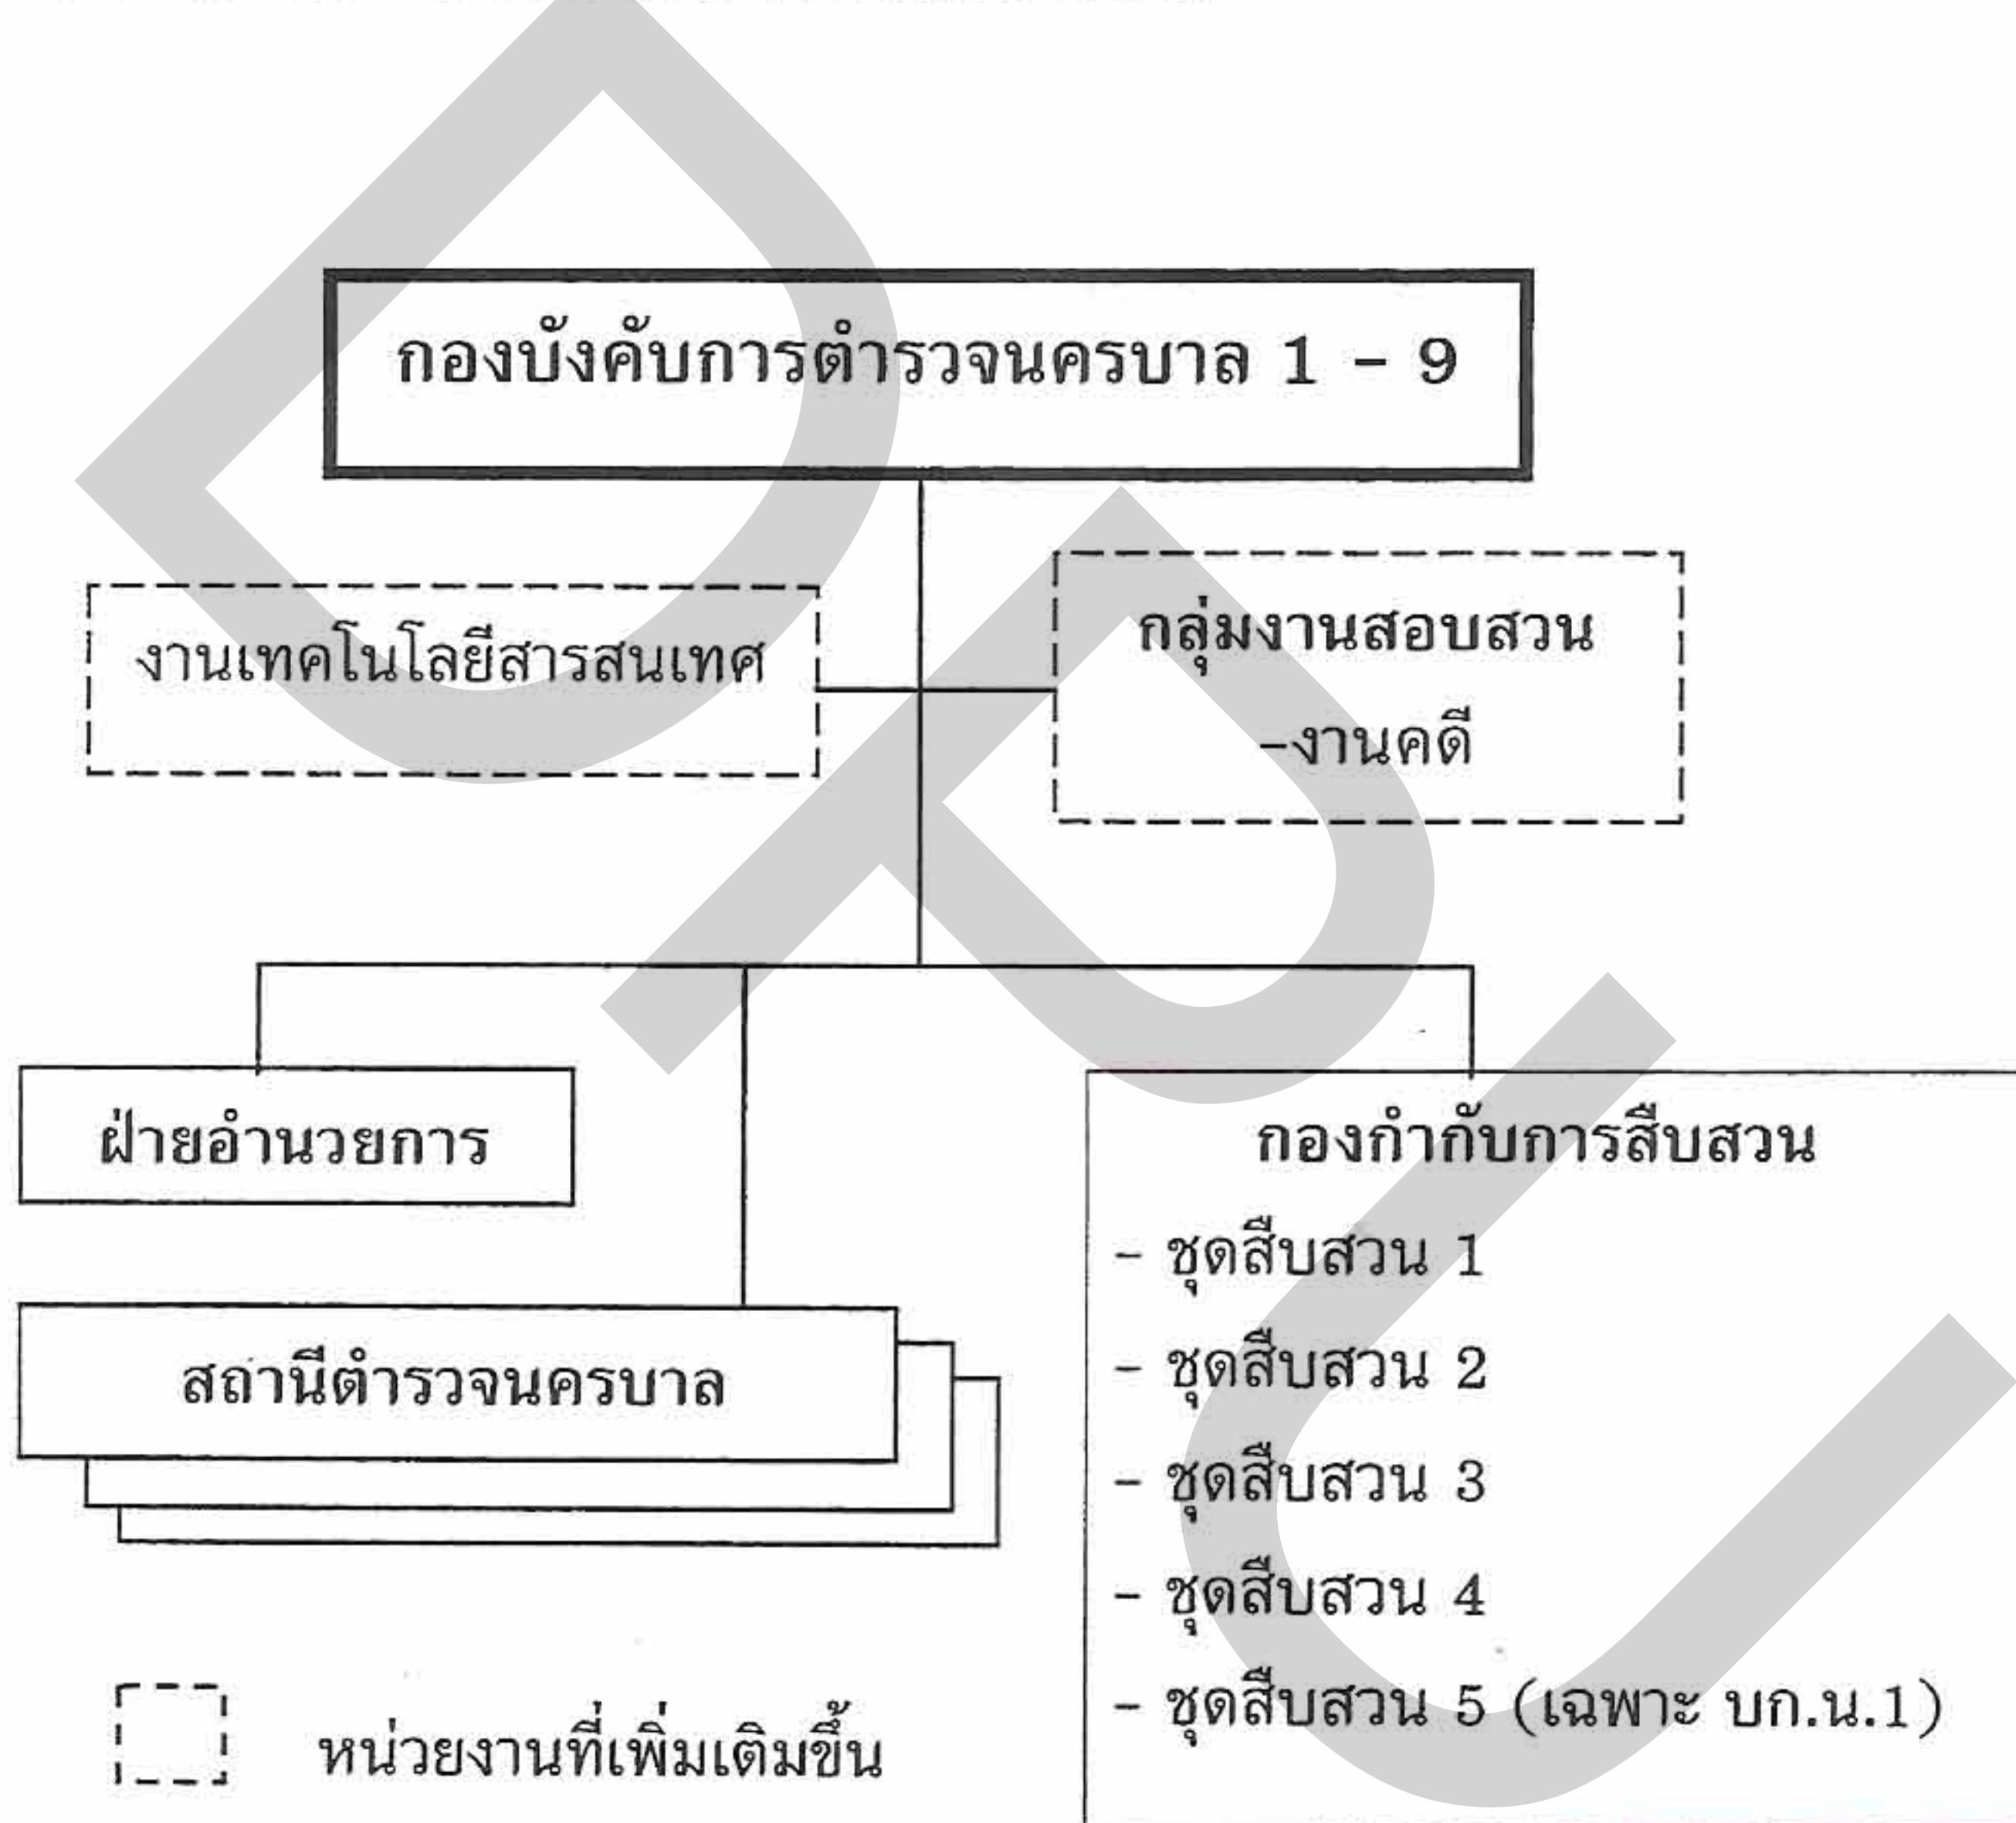 กองบังคับการตำรวจนครบาล 1 – 9
งานเทคโนโลยีสารสนเทศ
กลุ่มงานสอบสวน
–งานคดี
ฝ่ายอำนวยการ
สถานีตำรวจนครบาล
กองกำกับการสืบสวน
– ชุดสืบสวน 1
– ชุดสืบสวน 2
– ชุดสืบสวน 3
– ชุดสืบสวน 4
– ชุดสืบสวน 5 (เฉพาะ บก.น.1)
หน่วยงานที่เพิ่มเติมขึ้น
DPU